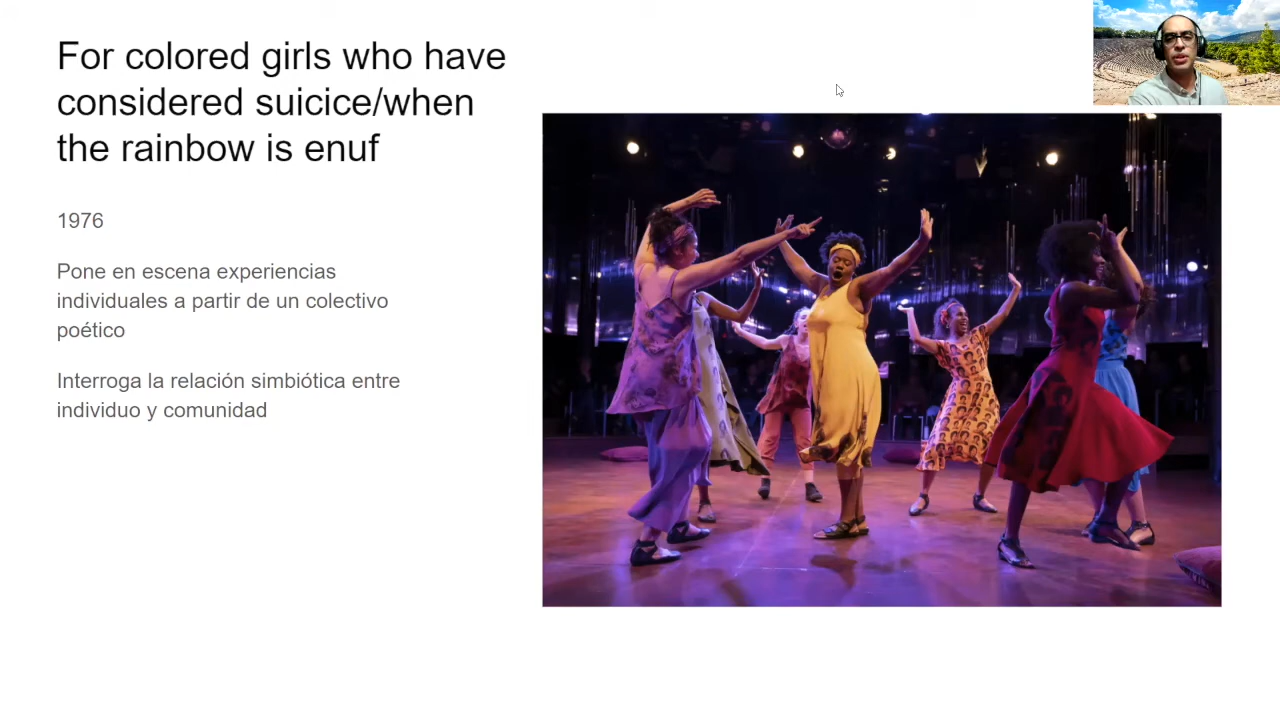 For colored girls who have
considered suicice/when
the rainbow is enuf
1976
Pone en escena experiencias
individuales a partir de un colectivo
poético
Interroga la relación simbiótica entre
individuo y comunidad